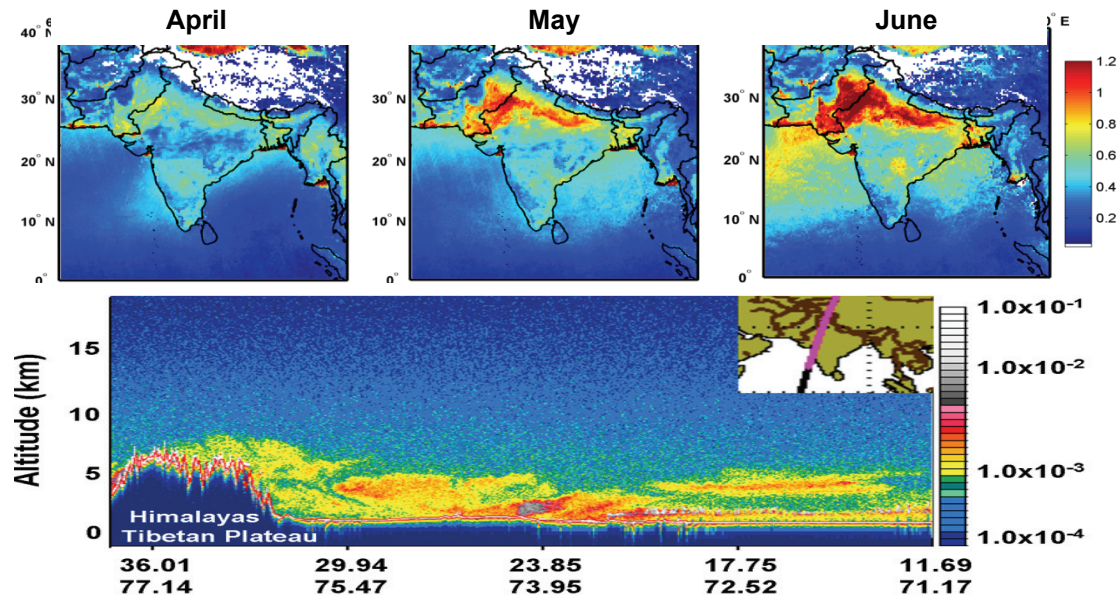 April May June
40° N ° E
30° 30° 30°
20° 20° 20°
10° N 10° N 10° N
0° 0° 0°
1.2
1
0.8
0.6
0.4
0.2
Altitude (km)
15
10
5
0
Himalayas
Tibetan Plateau
1.0x10⁻¹
1.0x10⁻²
1.0x10⁻³
1.0x10⁻⁴
36.01 29.94 23.85 17.75 11.69
77.14 75.47 73.95 72.52 71.17